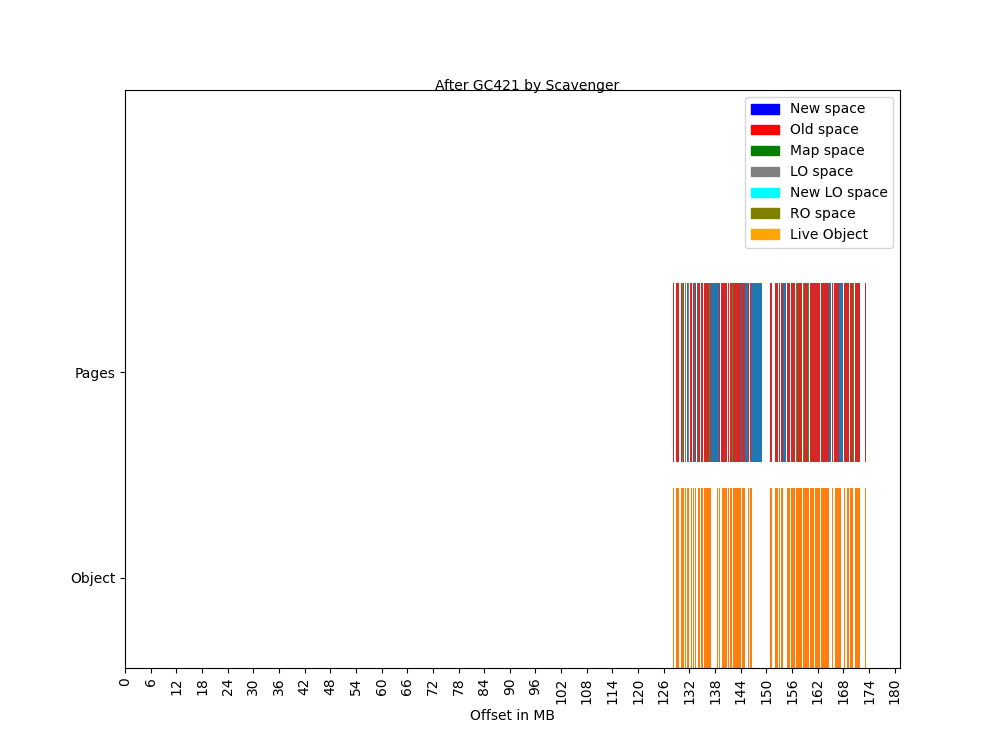 After GC421 by Scavenger
New space
Old space
Map space
LO space
New LO space
RO space
Live Object
Pages
Object
0 6 12 18 24 30 36 42 48 54 60 66 72 78 84 90 96 102 108 114 120 126 132 138 144 150 156 162 168 174 180
Offset in MB